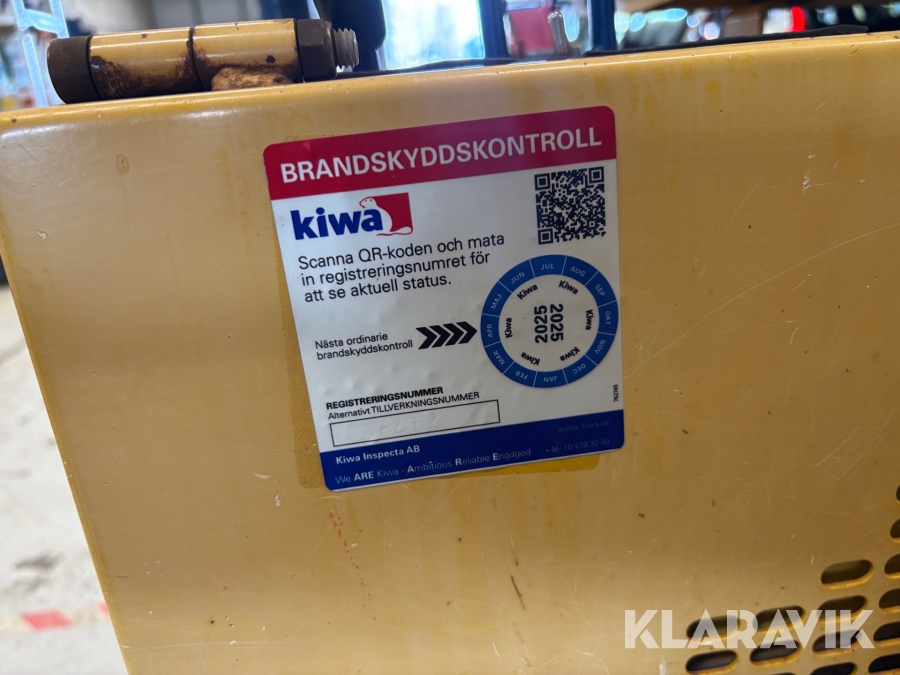 BRANDSKYDDSKONTROLL
kiwa
Scanna QR-koden och mata
in registreringsnumret för
att se aktuell status.
JAN FEB MAR APR MAJ JUN JUL AUG SEP OKT NOV DEC
Kiwa Kiwa Kiwa Kiwa Kiwa Kiwa
2025 2025
Nästa ordinarie
brandskyddskontroll
REGISTRERINGSNUMMER
Alternativt TILLVERKNINGSNUMMER
Kiwa Inspecta AB
We ARE Kiwa - Ambitious Reliable Engaged
KLARAVIK